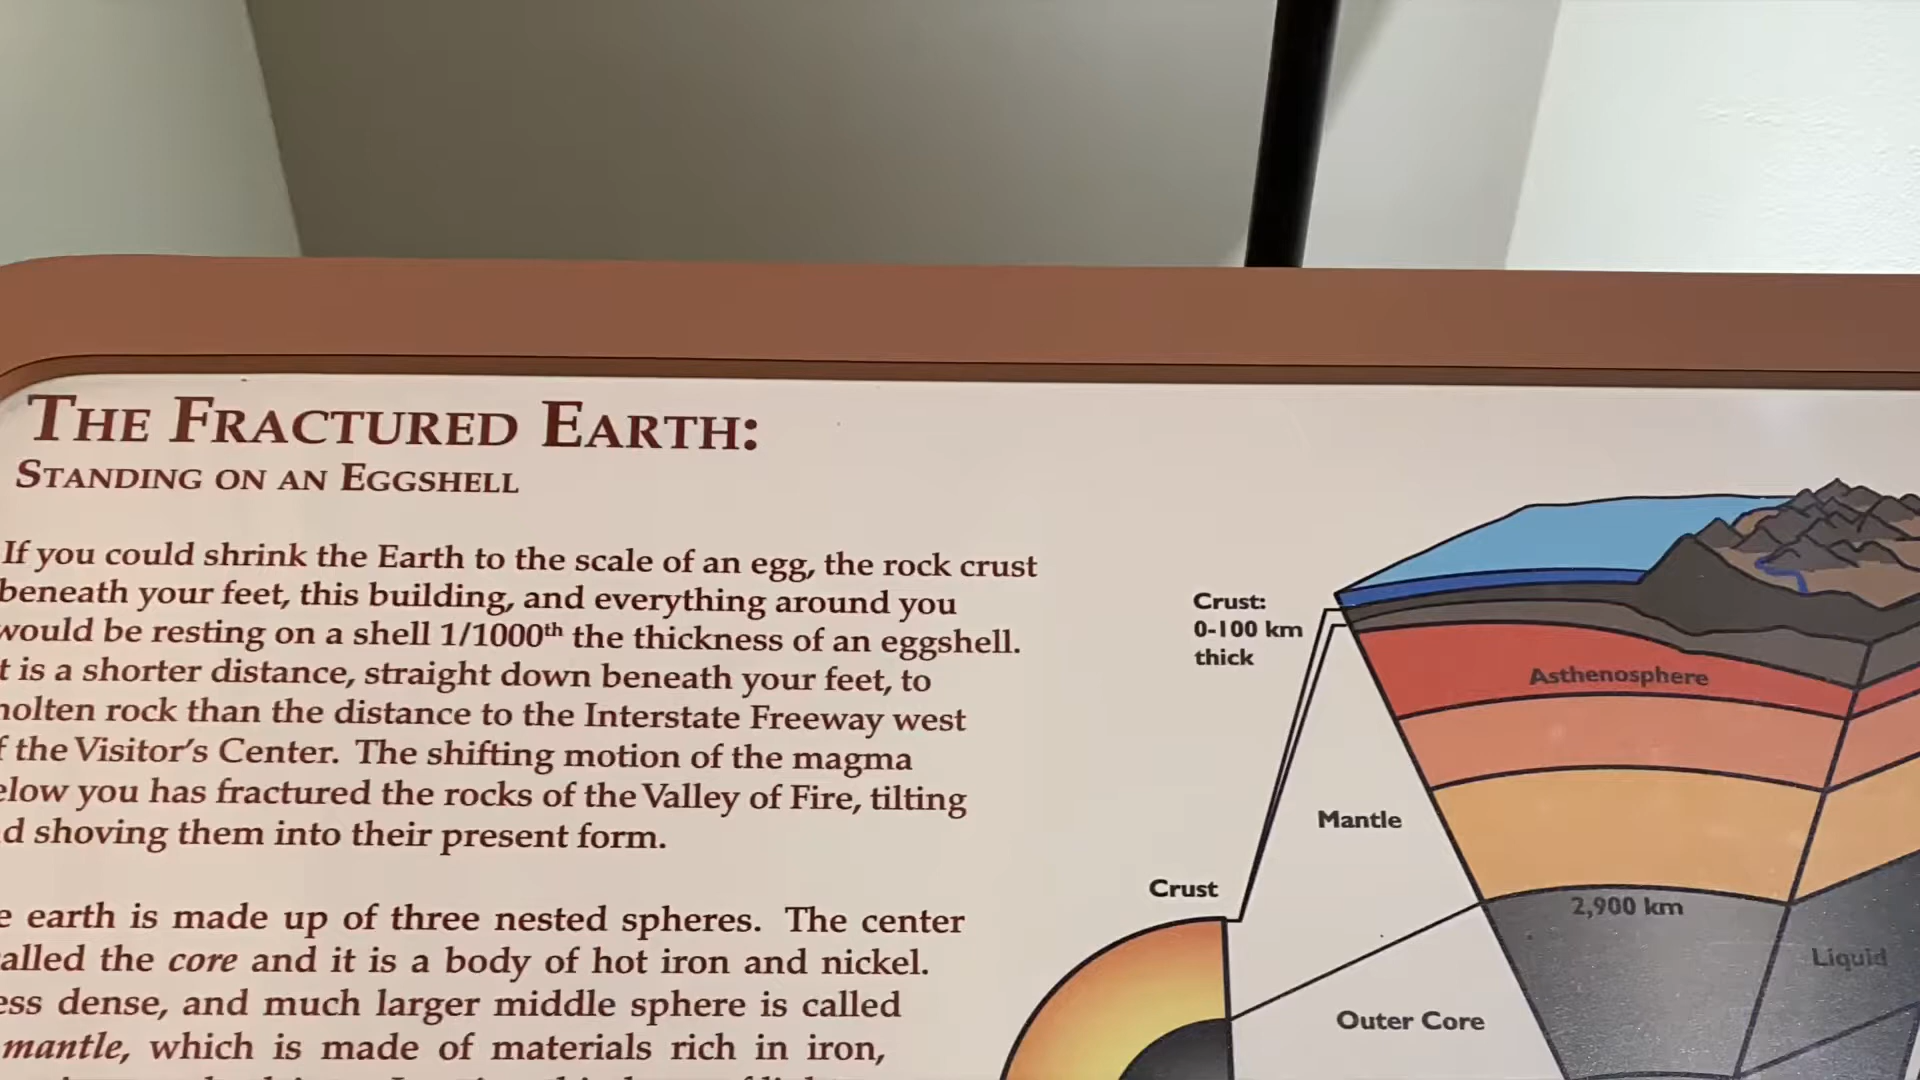 THE FRACTURED EARTH:
STANDING ON AN EGGSHELL
If you could shrink the Earth to the scale of an egg, the rock crust
beneath your feet, this building, and everything around you
would be resting on a shell 1/1000th the thickness of an eggshell.
t is a shorter distance, straight down beneath your feet, to
molten rock than the distance to the Interstate Freeway west
f the Visitor's Center. The shifting motion of the magma
elow you has fractured the rocks of the Valley of Fire, tilting
d shoving them into their present form.
e earth is made up of three nested spheres. The center
alled the core and it is a body of hot iron and nickel.
ess dense, and much larger middle sphere is called
mantle, which is made of materials rich in iron,
Crust:
0-100 km
thick
Asthenosphere
Mantle
Crust
2,900 km
Liquid
Outer Core